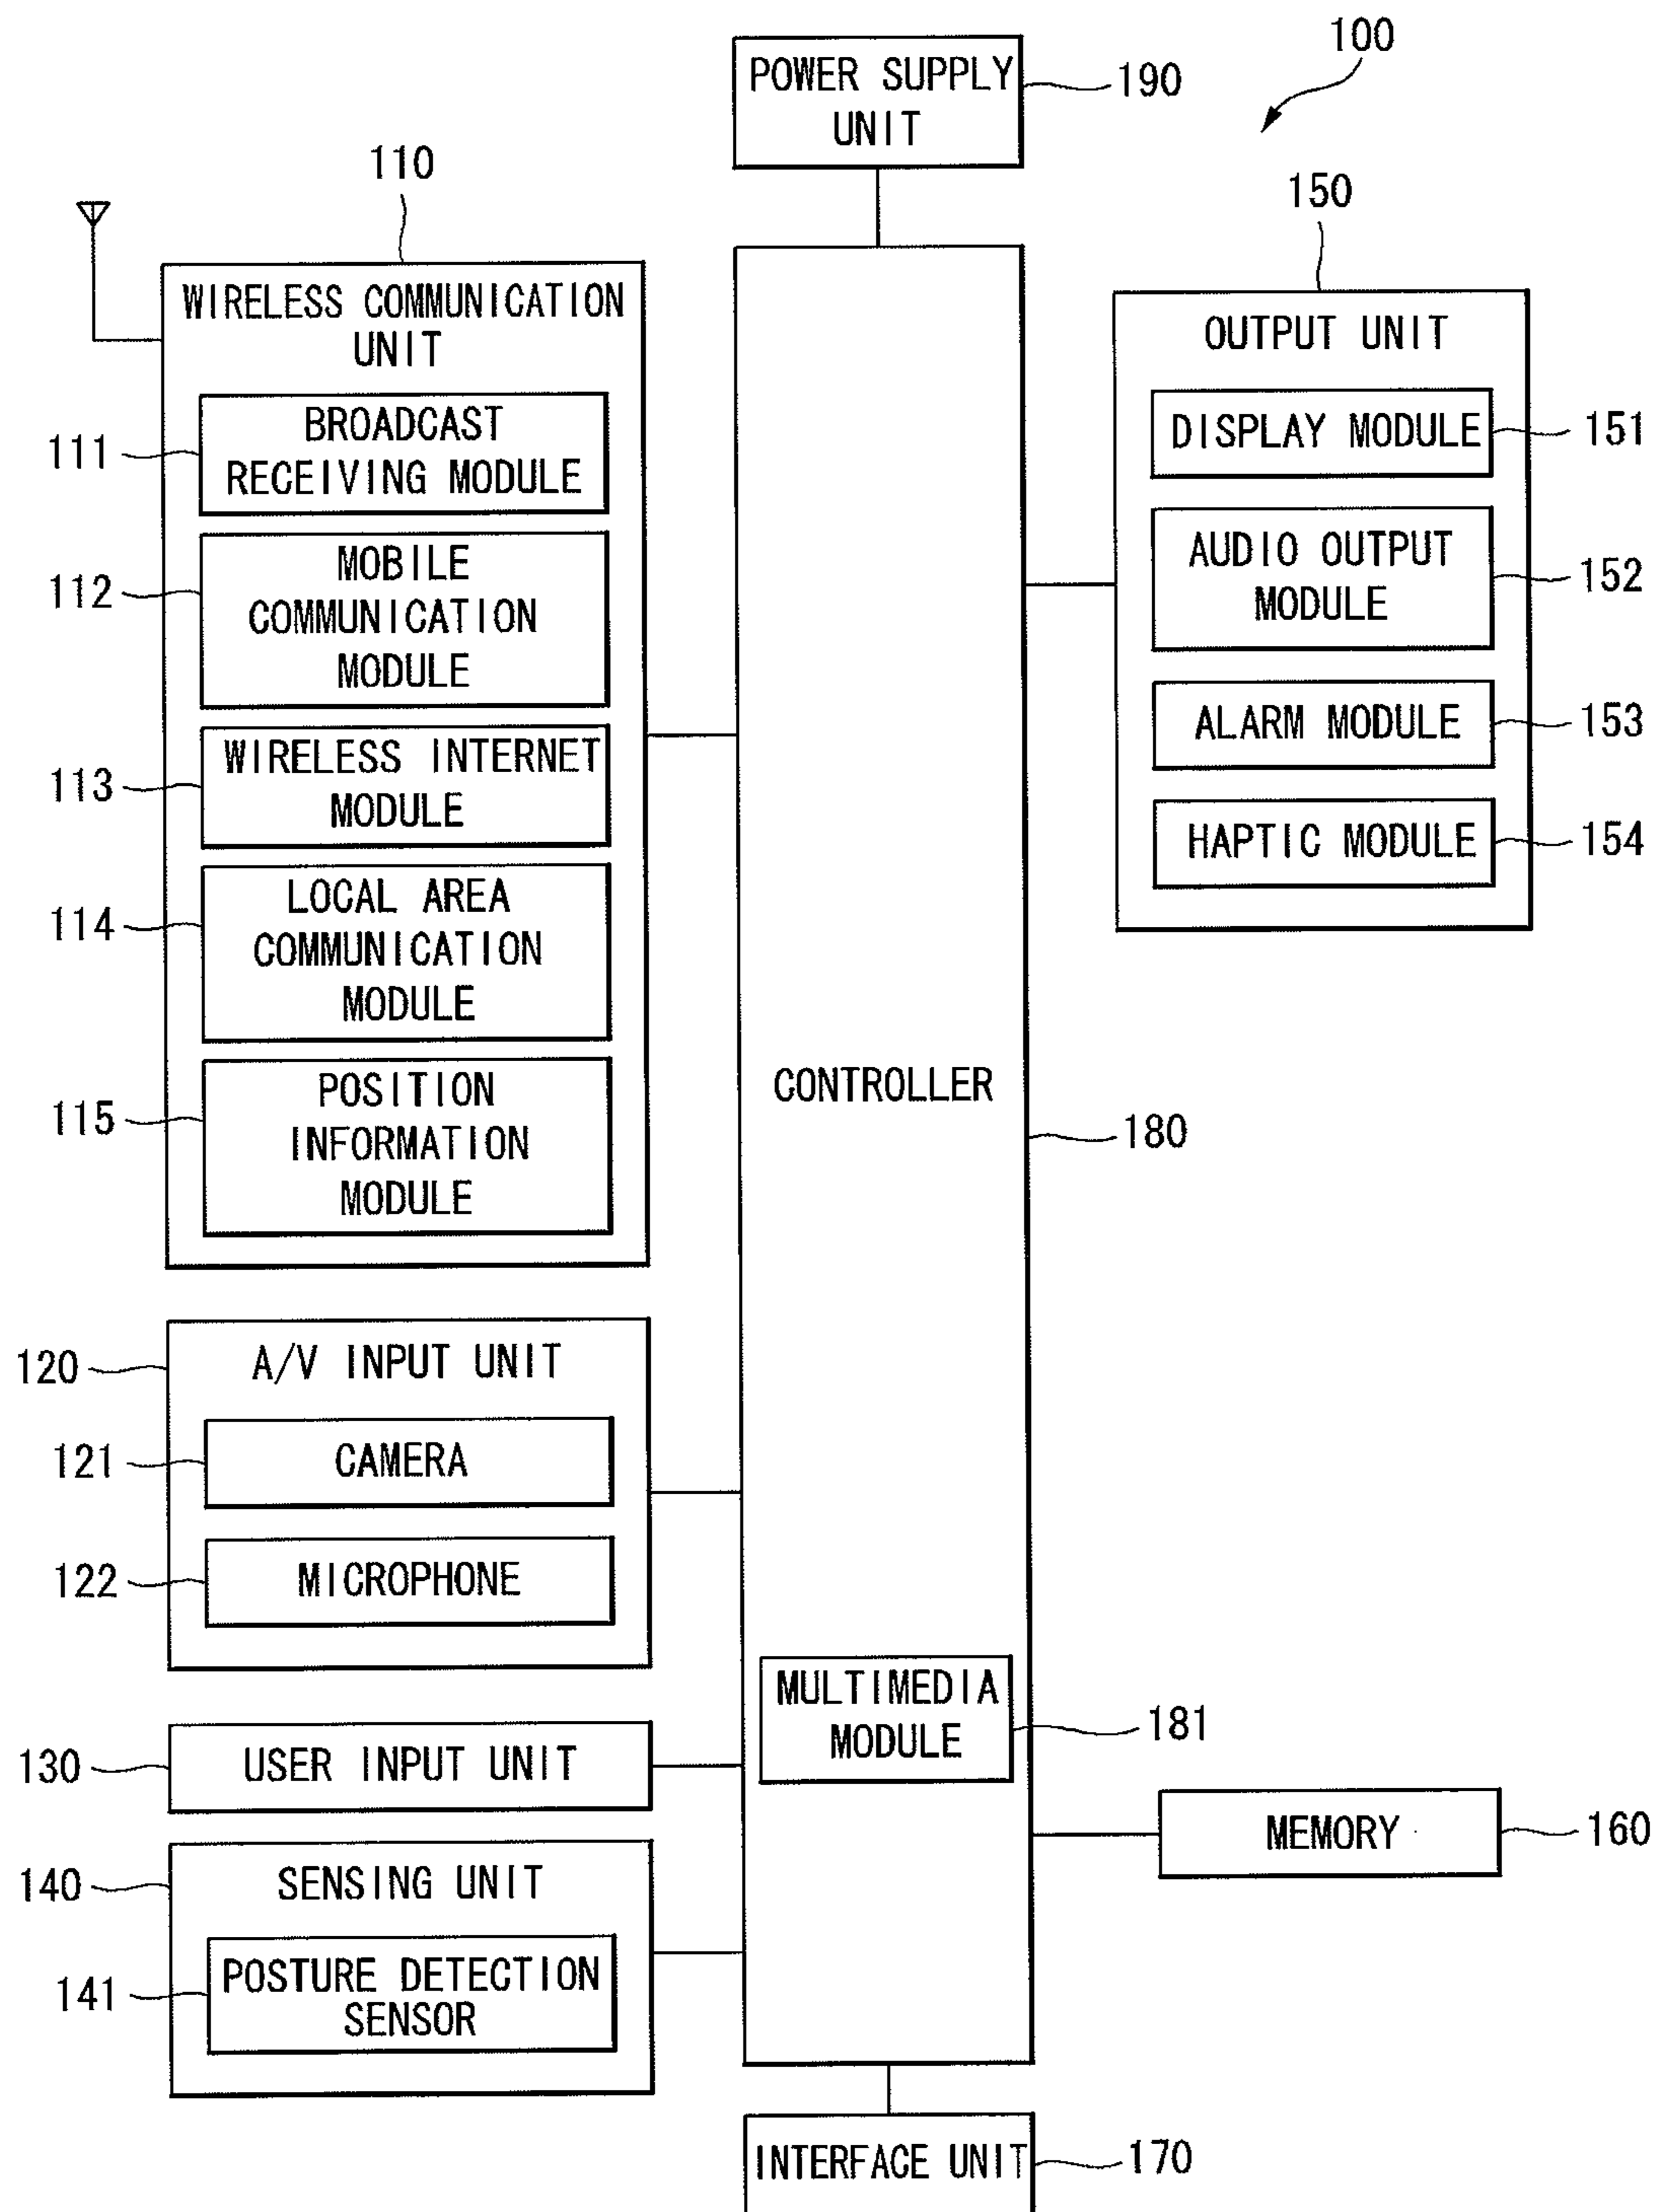 100
POWER SUPPLY
UNIT
190
110
150
WIRELESS COMMUNICATION
UNIT
111
BROADCAST
RECEIVING MODULE
112
MOBILE
COMMUNICATION
MODULE
113
WIRELESS INTERNET
MODULE
114
LOCAL AREA
COMMUNICATION
MODULE
115
POSITION
INFORMATION
MODULE
OUTPUT UNIT
DISPLAY MODULE
151
AUDIO OUTPUT
MODULE
152
ALARM MODULE
153
HAPTIC MODULE
154
CONTROLLER
180
120
A/V INPUT UNIT
121
CAMERA
122
MICROPHONE
MULTIMEDIA
MODULE
181
130
USER INPUT UNIT
MEMORY
160
140
SENSING UNIT
141
POSTURE DETECTION
SENSOR
INTERFACE UNIT
170